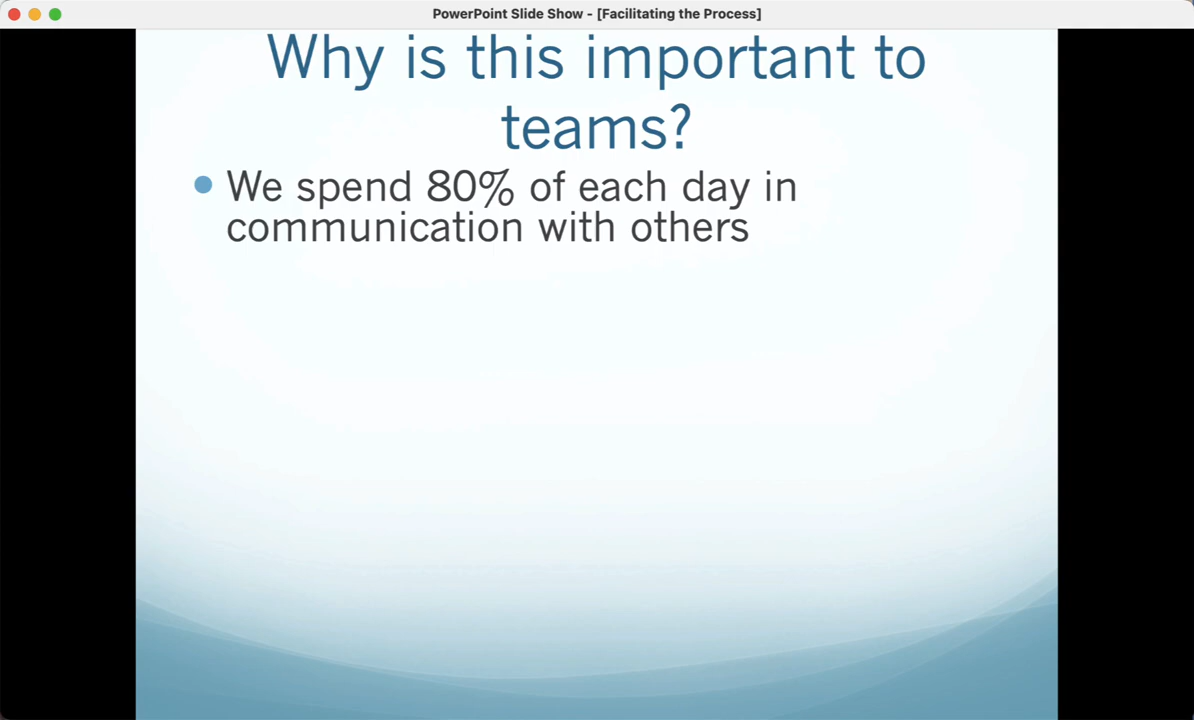 PowerPoint Slide Show - [Facilitating the Process]
Why is this important to
teams?
We spend 80% of each day in
communication with others